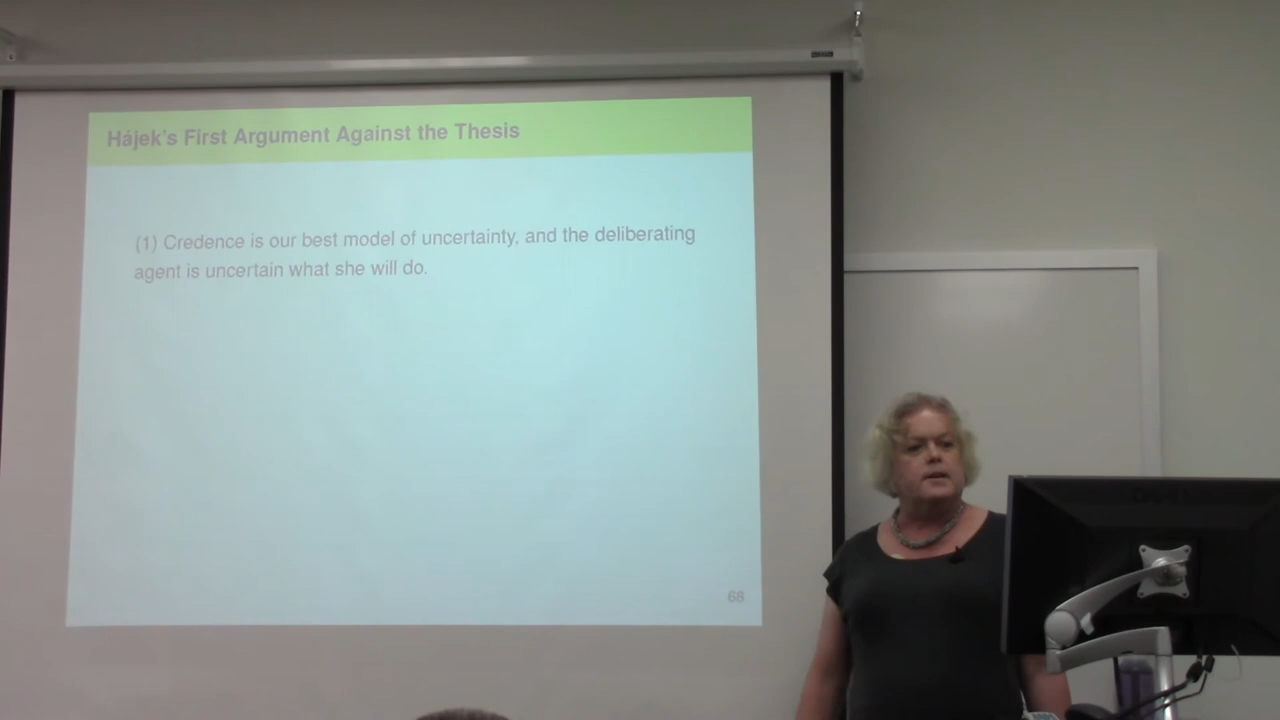 Hájek's First Argument Against the Thesis
(1) Credence is our best model of uncertainty, and the deliberating
agent is uncertain what she will do.
68